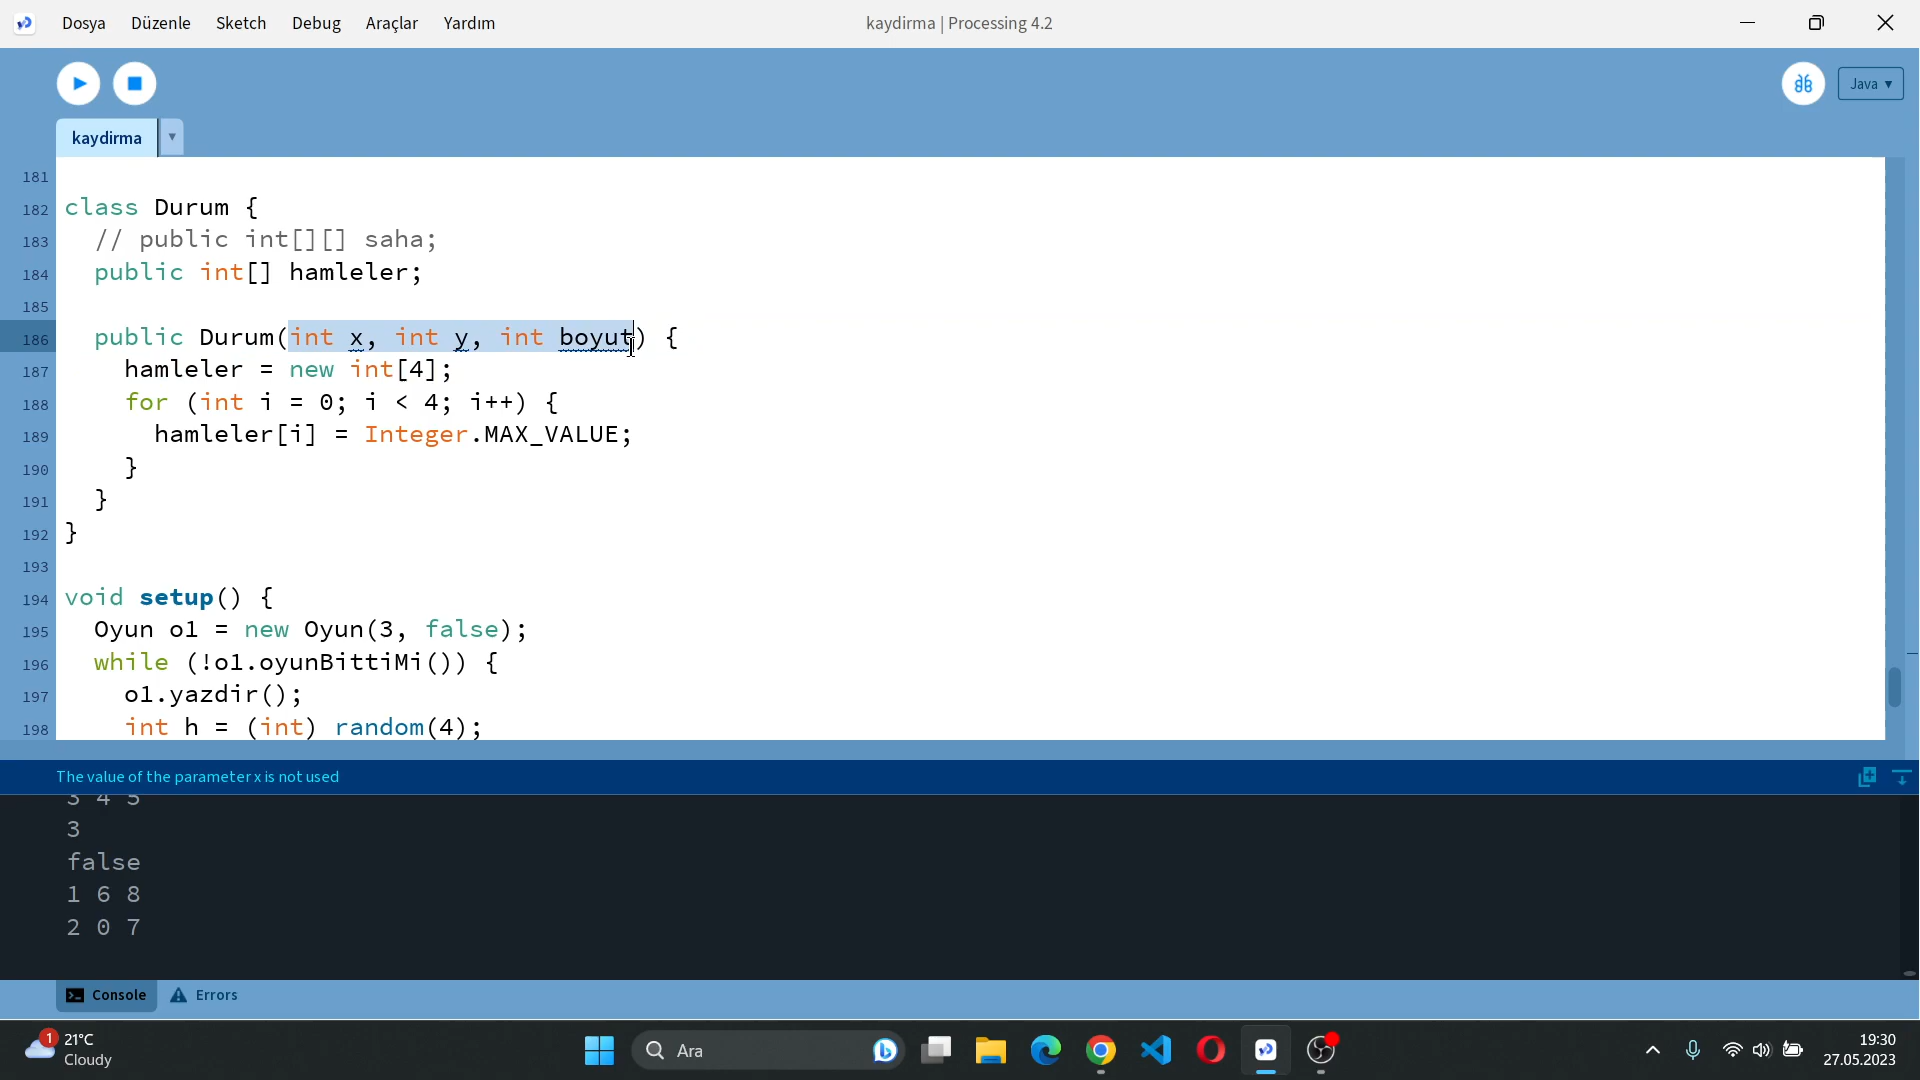 Dosya Düzenle Sketch Debug Araçlar Yardım
kaydirma | Processing 4.2
Java ▾
kaydirma
181
182 class Durum {
183 // public int[][] saha;
184 public int[] hamleler;
185
186 public Durum(int x, int y, int boyut) {
187 hamleler = new int[4];
188 for (int i = 0; i < 4; i++) {
189 hamleler[i] = Integer.MAX_VALUE;
190 }
191 }
192 }
193
194 void setup() {
195 Oyun o1 = new Oyun(3, false);
196 while (!o1.oyunBittiMi()) {
197 o1.yazdir();
198 int h = (int) random(4);
The value of the parameter x is not used
3 4 5
3
false
1 6 8
2 0 7
Console Errors
1
21°C
Cloudy
Ara
19:30
27.05.2023